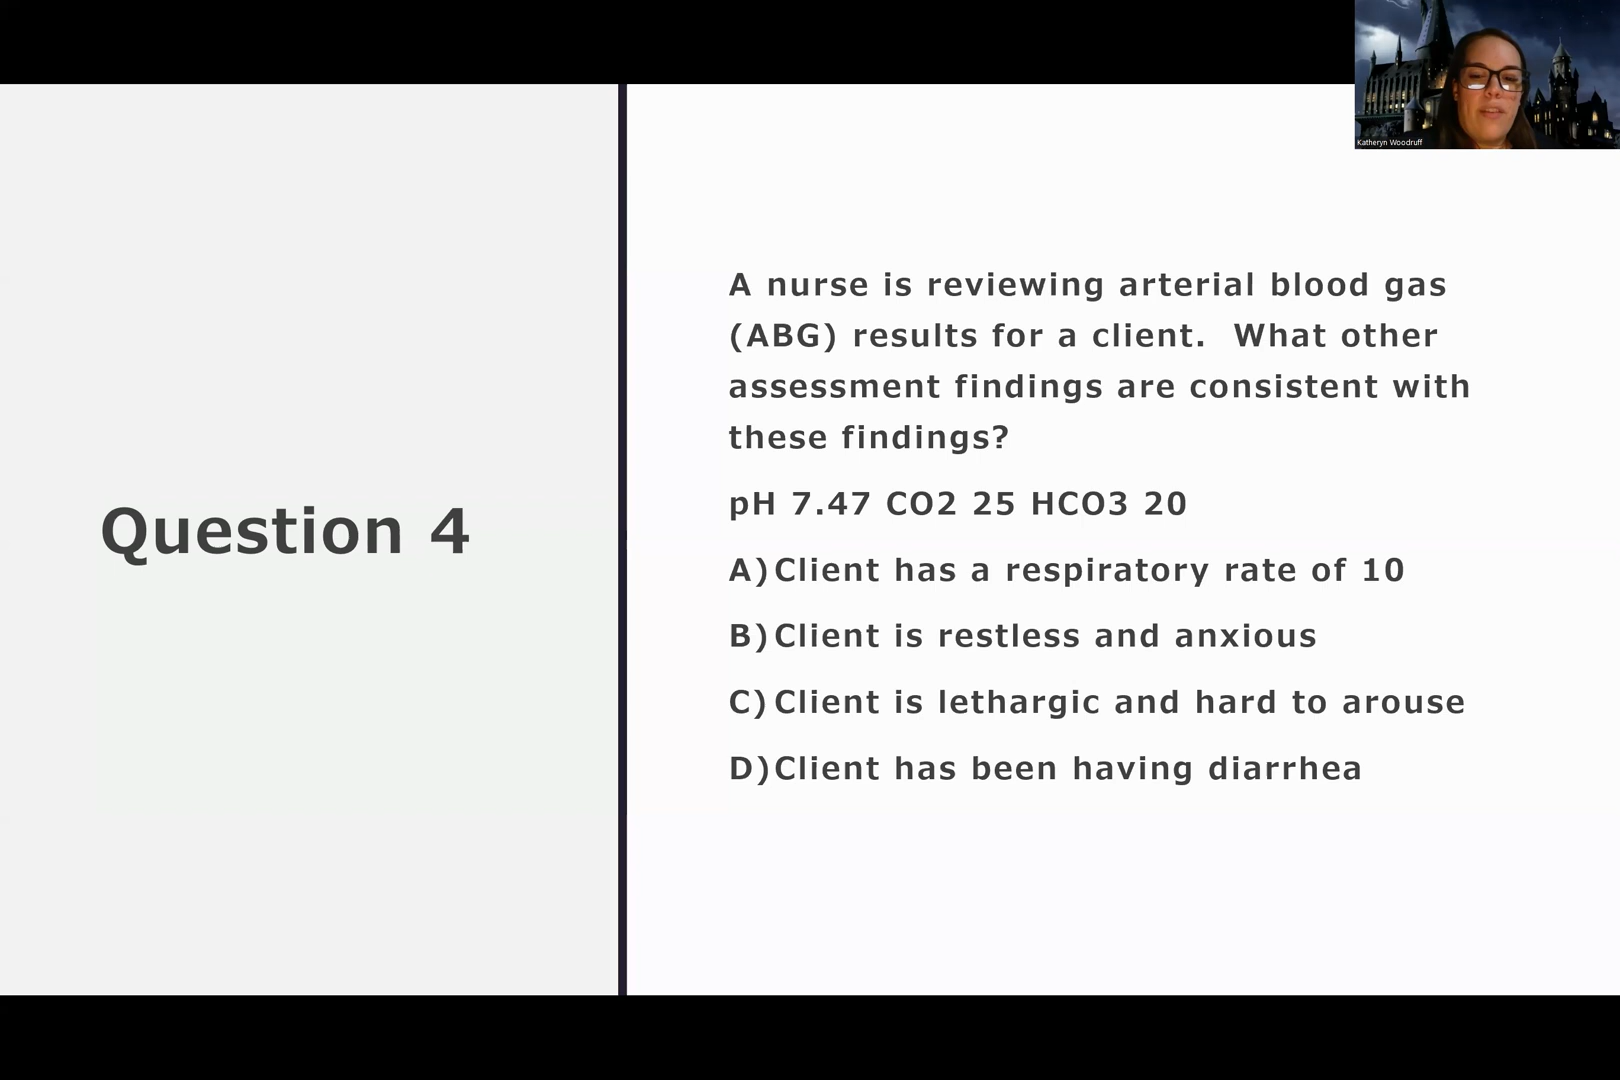 Katheryn Woodruff
Question 4
A nurse is reviewing arterial blood gas
(ABG) results for a client.  What other
assessment findings are consistent with
these findings?
pH 7.47 CO2 25 HCO3 20
A) Client has a respiratory rate of 10
B) Client is restless and anxious
C) Client is lethargic and hard to arouse
D) Client has been having diarrhea